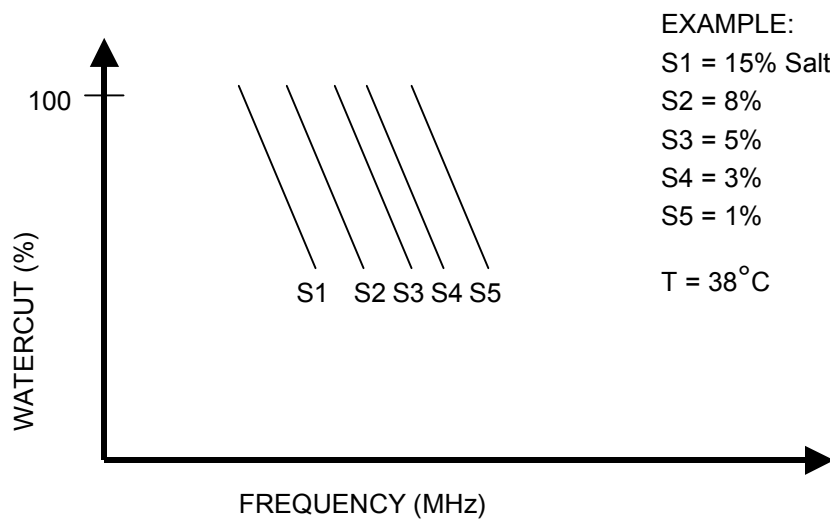 EXAMPLE:
S1 = 15% Salt
S2 = 8%
S3 = 5%
S4 = 3%
S5 = 1%
T = 38°C
100
WATERCUT (%)
S1 S2 S3 S4 S5
FREQUENCY (MHz)